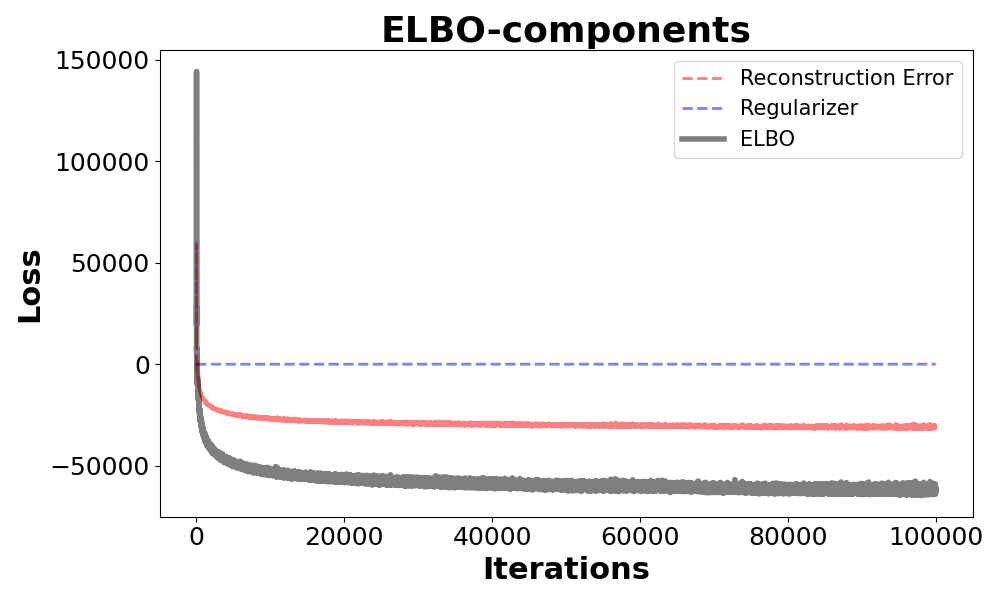 ELBO-components
150000
100000
50000
0
−50000
Loss
Reconstruction Error
Regularizer
ELBO
0 20000 40000 60000 80000 100000
Iterations